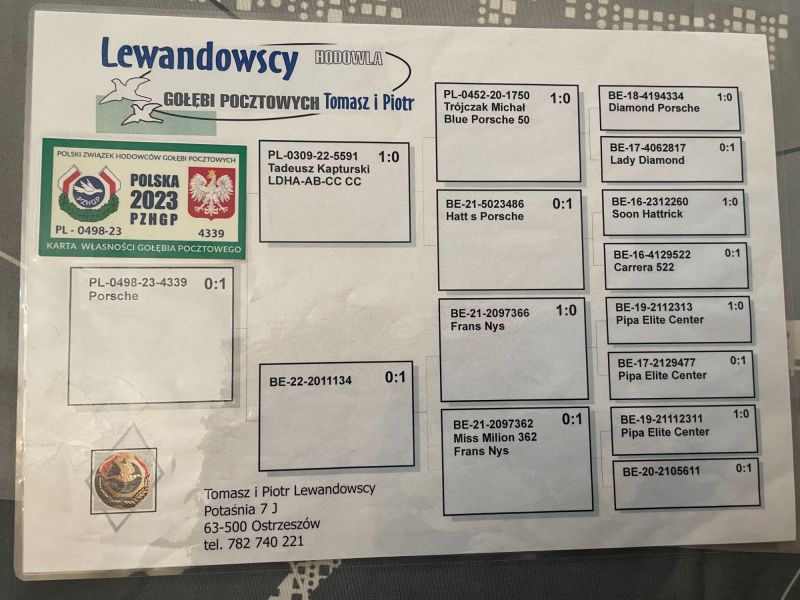 Lewandowscy HODOWLA
GOŁĘBI POCZTOWYCH Tomasz i Piotr
POLSKI ZWIĄZEK HODOWCÓW GOŁĘBI POCZTOWYCH
PZHGP
POLSKA
2023
PZHGP
PL - 0498-23 4339
KARTA WŁASNOŚCI GOŁĘBIA POCZTOWEGO
PL-0498-23-4339 0:1
Porsche
PL-0309-22-5591 1:0
Tadeusz Kapturski
LDHA-AB-CC CC
BE-22-2011134 0:1
PL-0452-20-1750 1:0
Trójczak Michał
Blue Porsche 50
BE-21-5023486 0:1
Hatt s Porsche
BE-21-2097366 1:0
Frans Nys
BE-21-2097362 0:1
Miss Milion 362
Frans Nys
BE-18-4194334 1:0
Diamond Porsche
BE-17-4062817 0:1
Lady Diamond
BE-16-2312260 1:0
Soon Hattrick
BE-16-4129522 0:1
Carrera 522
BE-19-2112313 1:0
Pipa Elite Center
BE-17-2129477 0:1
Pipa Elite Center
BE-19-21112311 1:0
Pipa Elite Center
BE-20-2105611 0:1
Tomasz i Piotr Lewandowscy
Potaśnia 7 J
63-500 Ostrzeszów
tel. 782 740 221